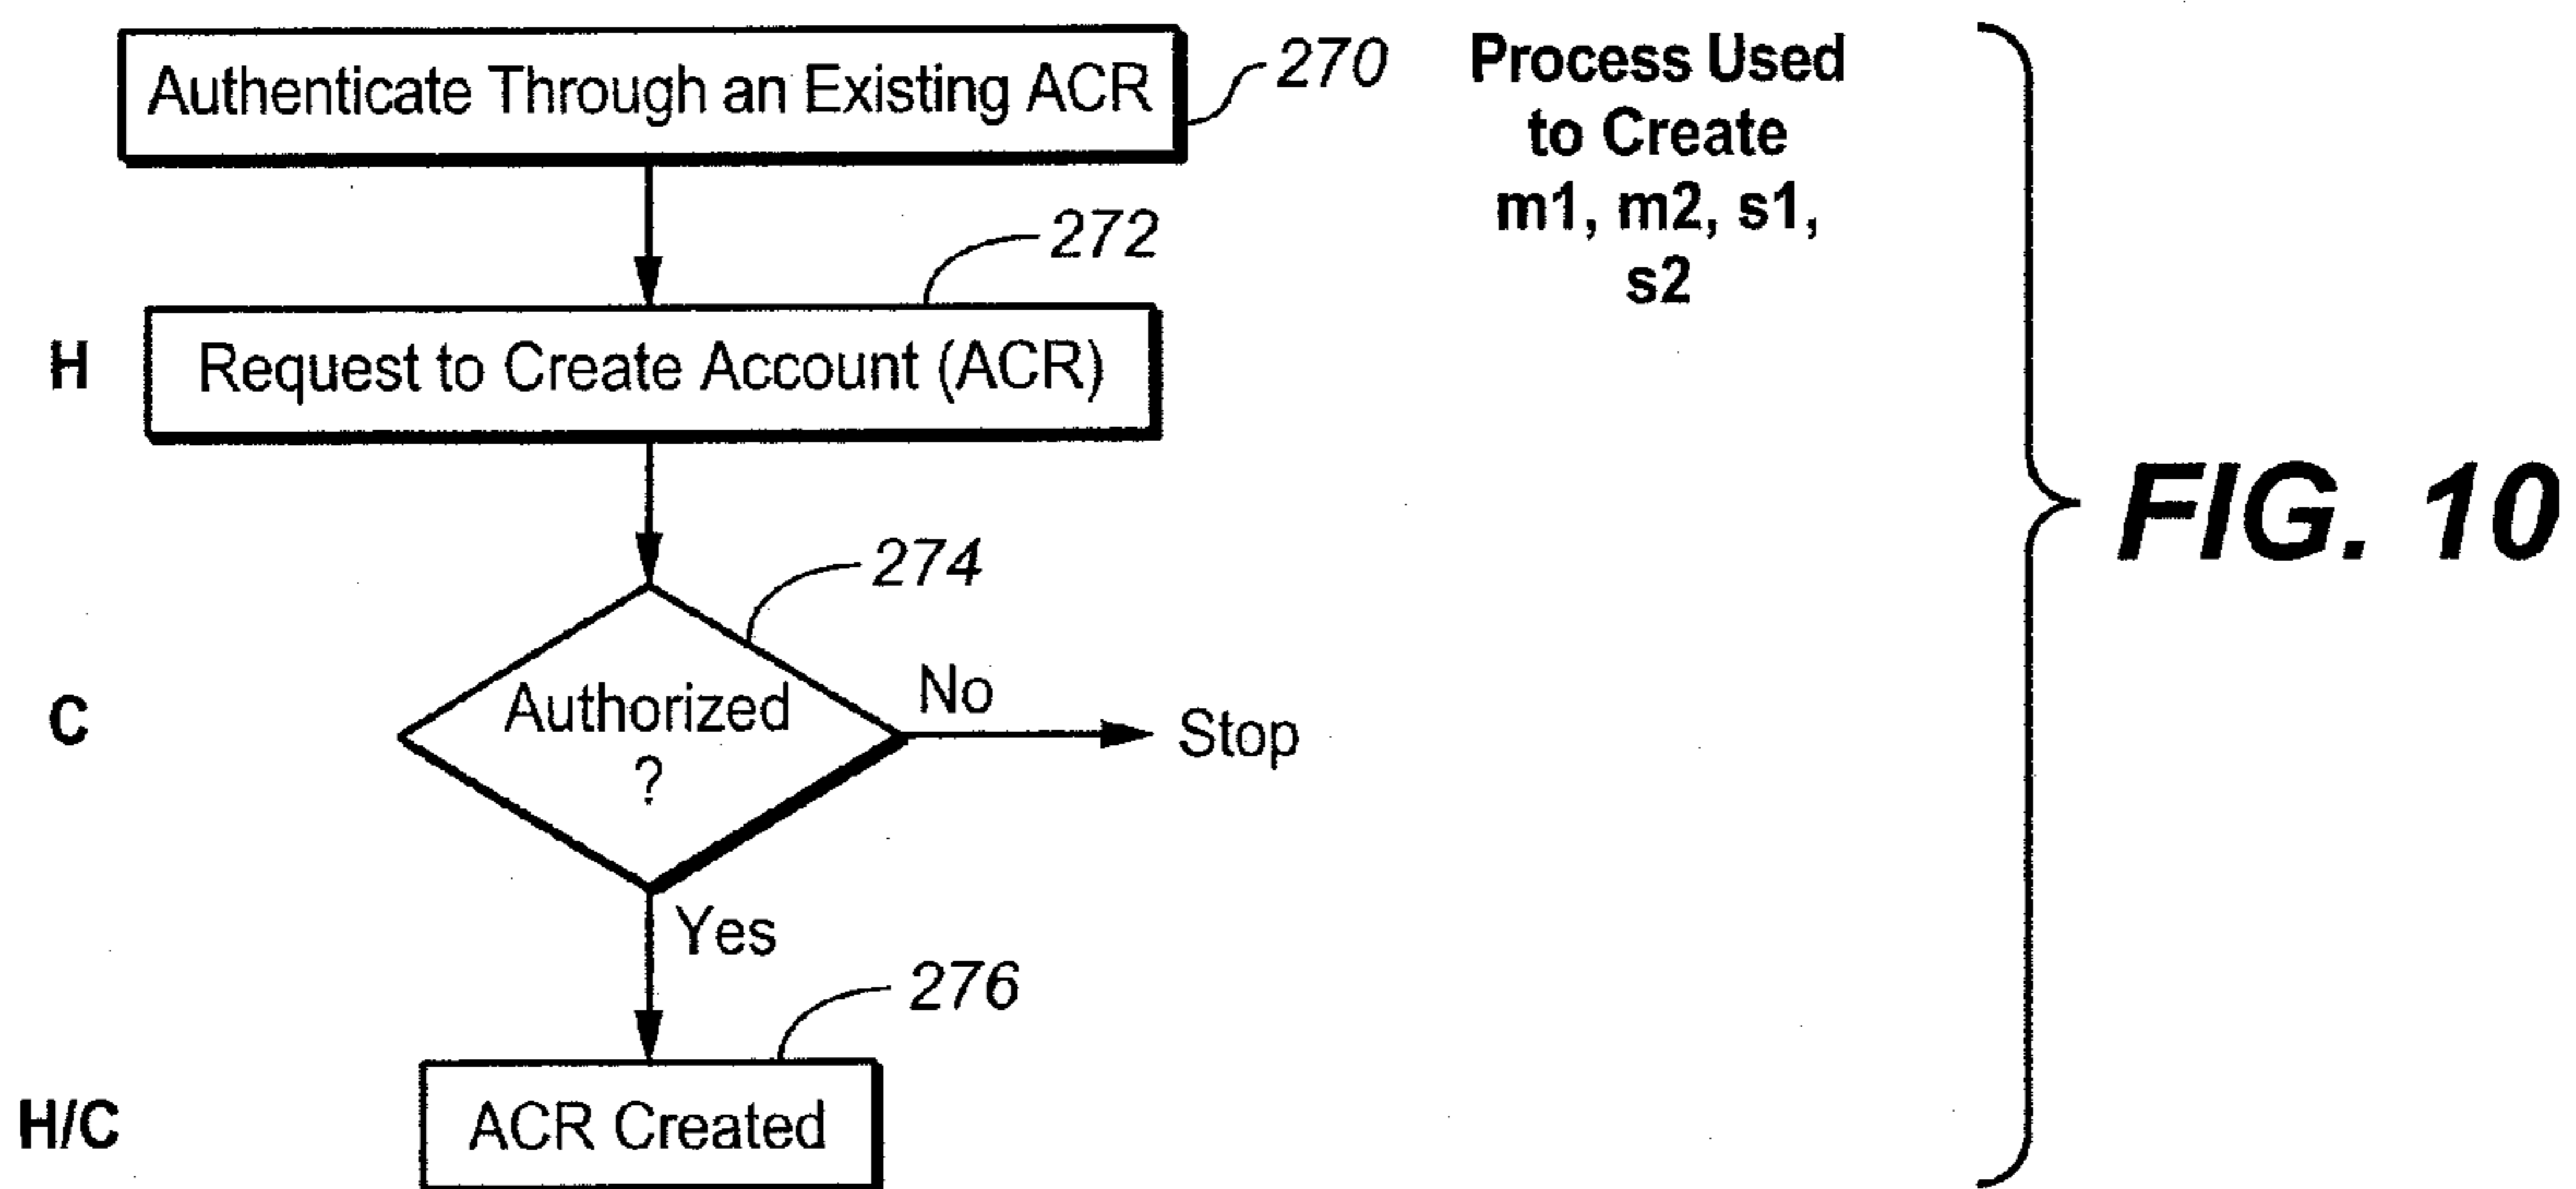 Authenticate Through an Existing ACR
270
Process Used
to Create
m1, m2, s1,
s2
272
H
Request to Create Account (ACR)
FIG. 10
274
C
Authorized
?
No
Stop
Yes
276
H/C
ACR Created